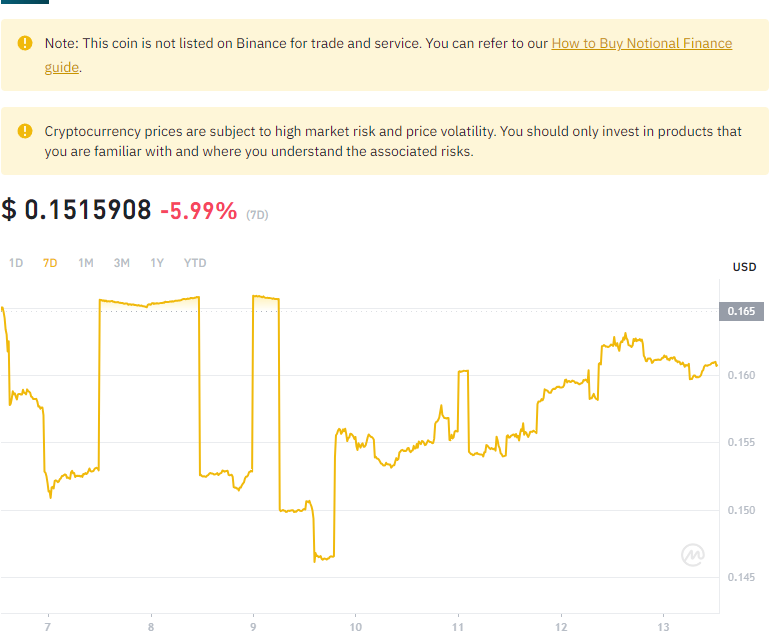 Note: This coin is not listed on Binance for trade and service. You can refer to our How to Buy Notional Finance
guide.
Cryptocurrency prices are subject to high market risk and price volatility. You should only invest in products that
you are familiar with and where you understand the associated risks.
$ 0.1515908 -5.99% (7D)
1D 7D 1M 3M 1Y YTD
USD
0.165
0.160
0.155
0.150
0.145
7 8 9 10 11 12 13